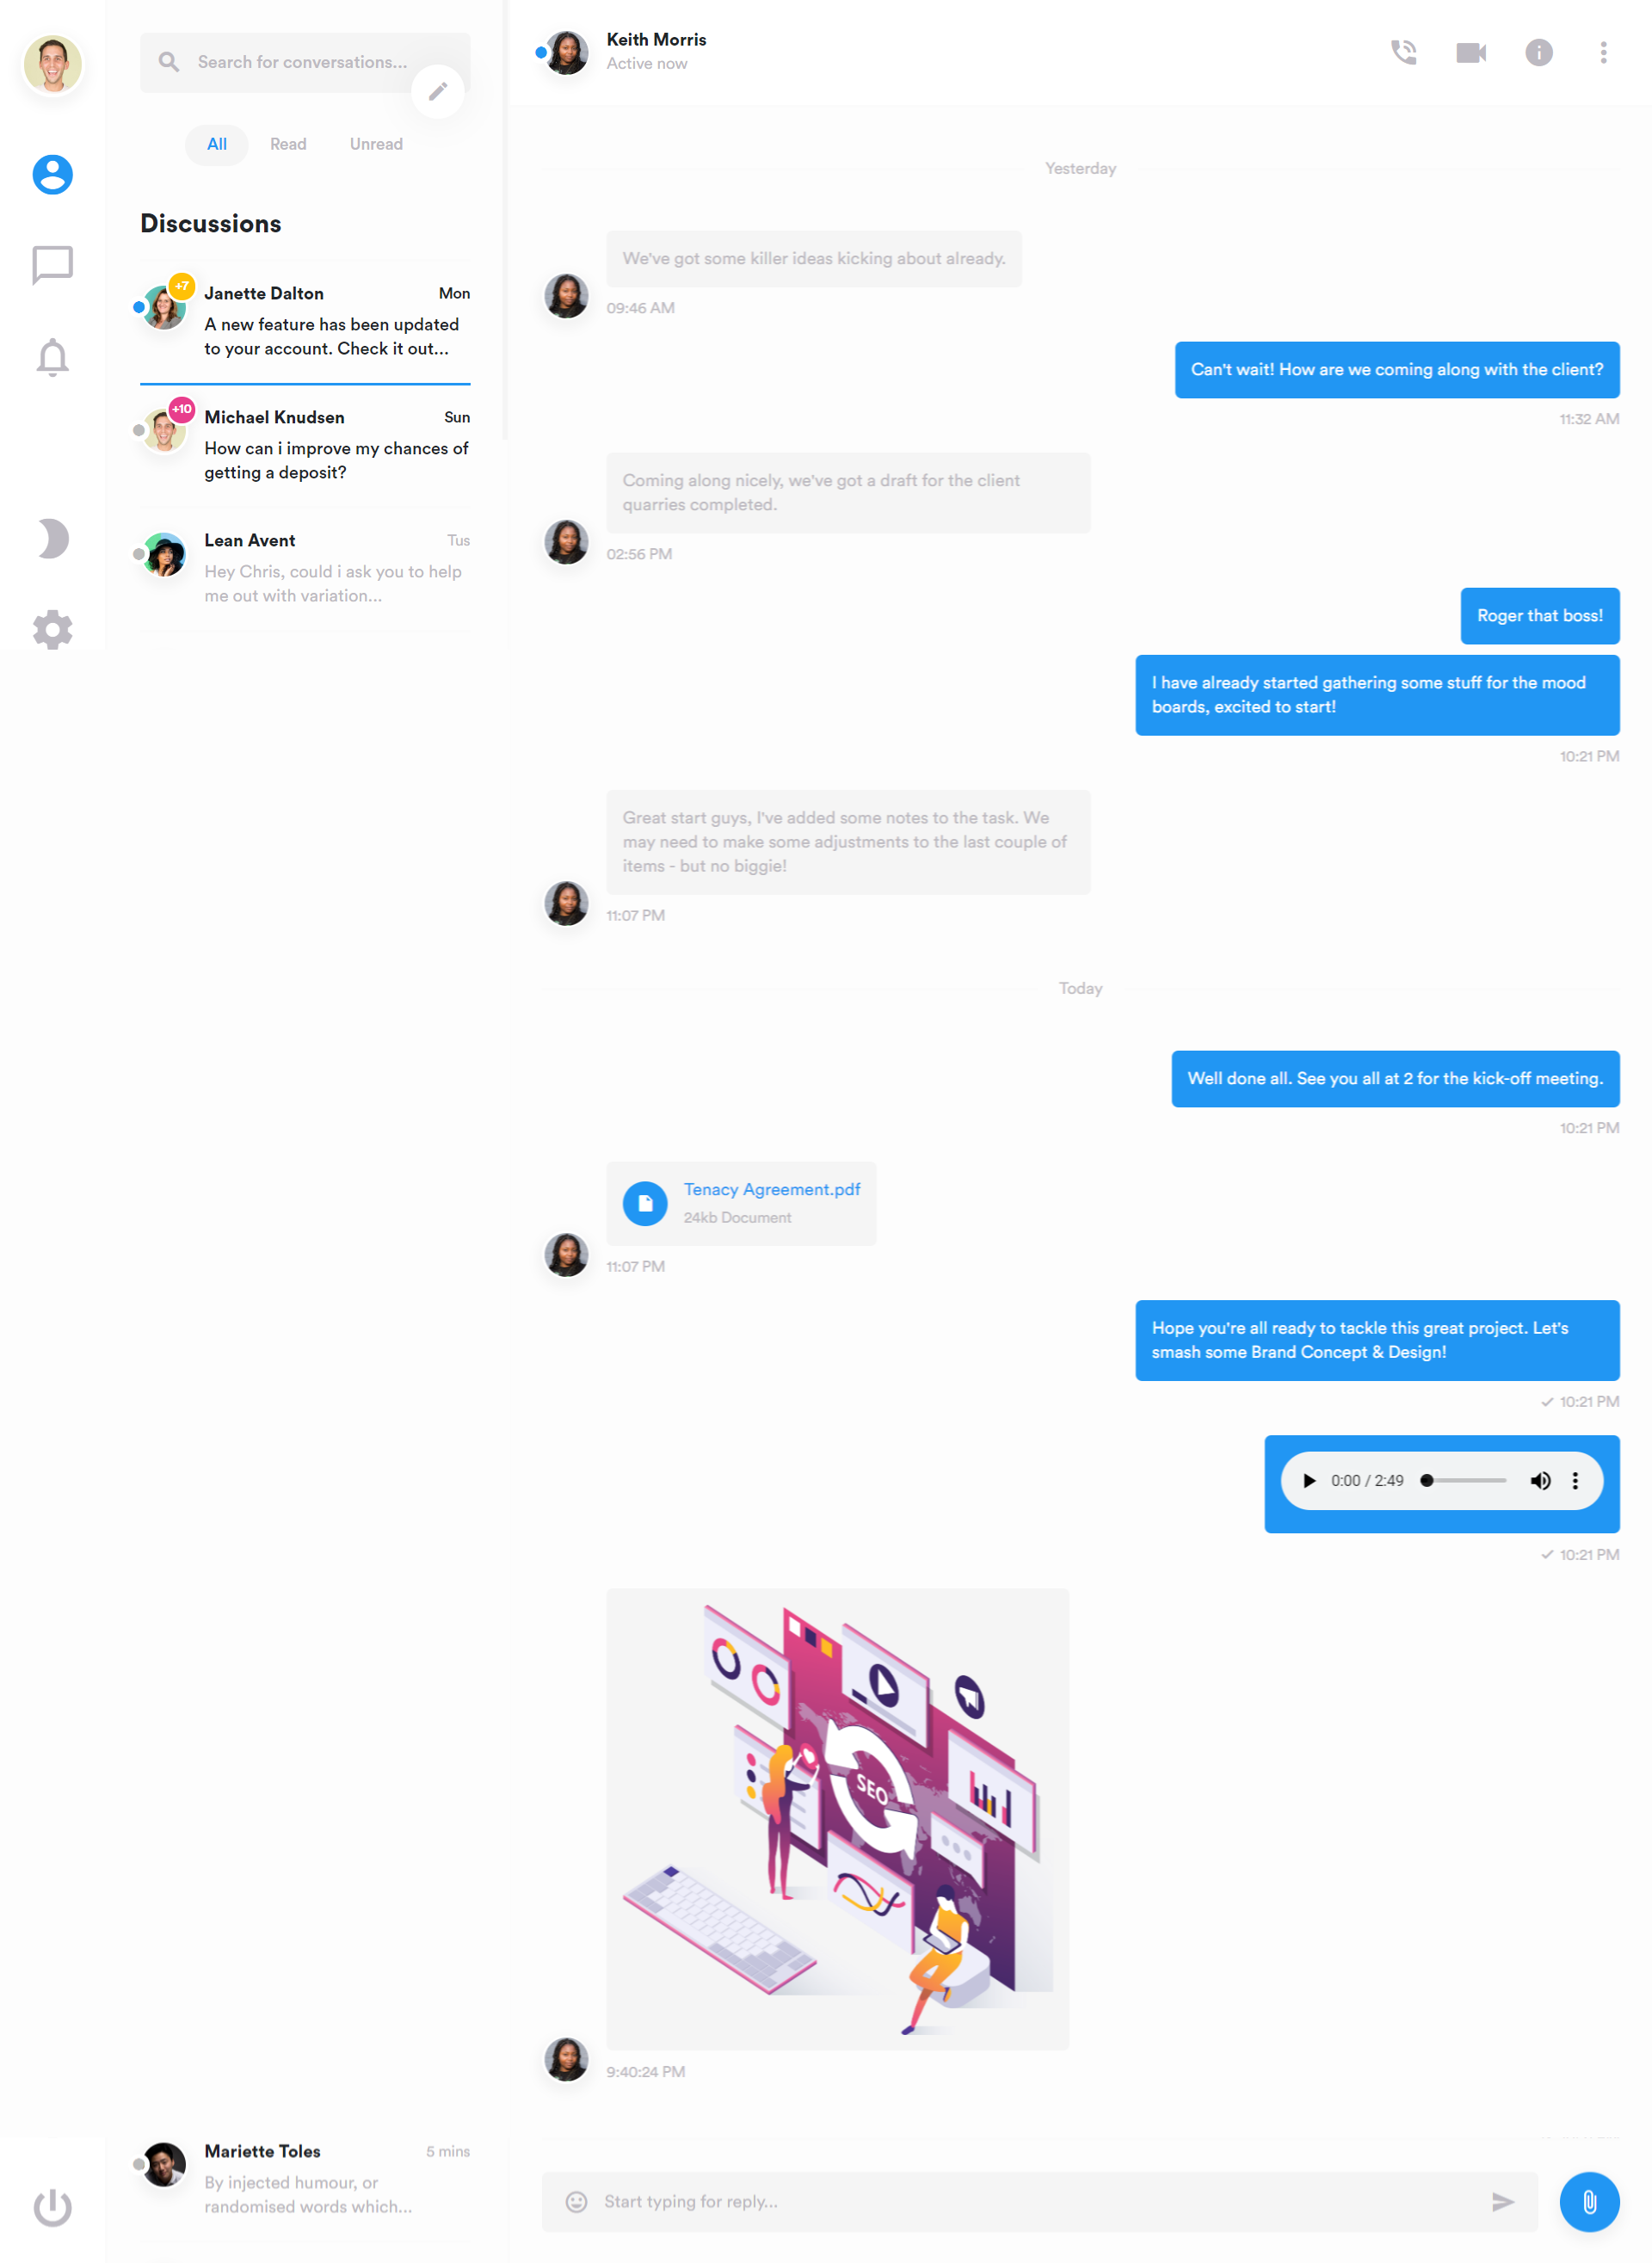 Search for conversations...
All
Read
Unread
Discussions
+7
Janette Dalton
Mon
A new feature has been updated
to your account. Check it out...
+10
Michael Knudsen
Sun
How can i improve my chances of
getting a deposit?
Lean Avent
Tus
Hey Chris, could i ask you to help
me out with variation...
Mariette Toles
5 mins
By injected humour, or
randomised words which...
Keith Morris
Active now
Yesterday
We've got some killer ideas kicking about already.
09:46 AM
Can't wait! How are we coming along with the client?
11:32 AM
Coming along nicely, we've got a draft for the client
quarries completed.
02:56 PM
Roger that boss!
I have already started gathering some stuff for the mood
boards, excited to start!
10:21 PM
Great start guys, I've added some notes to the task. We
may need to make some adjustments to the last couple of
items - but no biggie!
11:07 PM
Today
Well done all. See you all at 2 for the kick-off meeting.
10:21 PM
Tenacy Agreement.pdf
24kb Document
11:07 PM
Hope you're all ready to tackle this great project. Let's
smash some Brand Concept & Design!
10:21 PM
0:00 / 2:49
10:21 PM
SEO
9:40:24 PM
Start typing for reply...